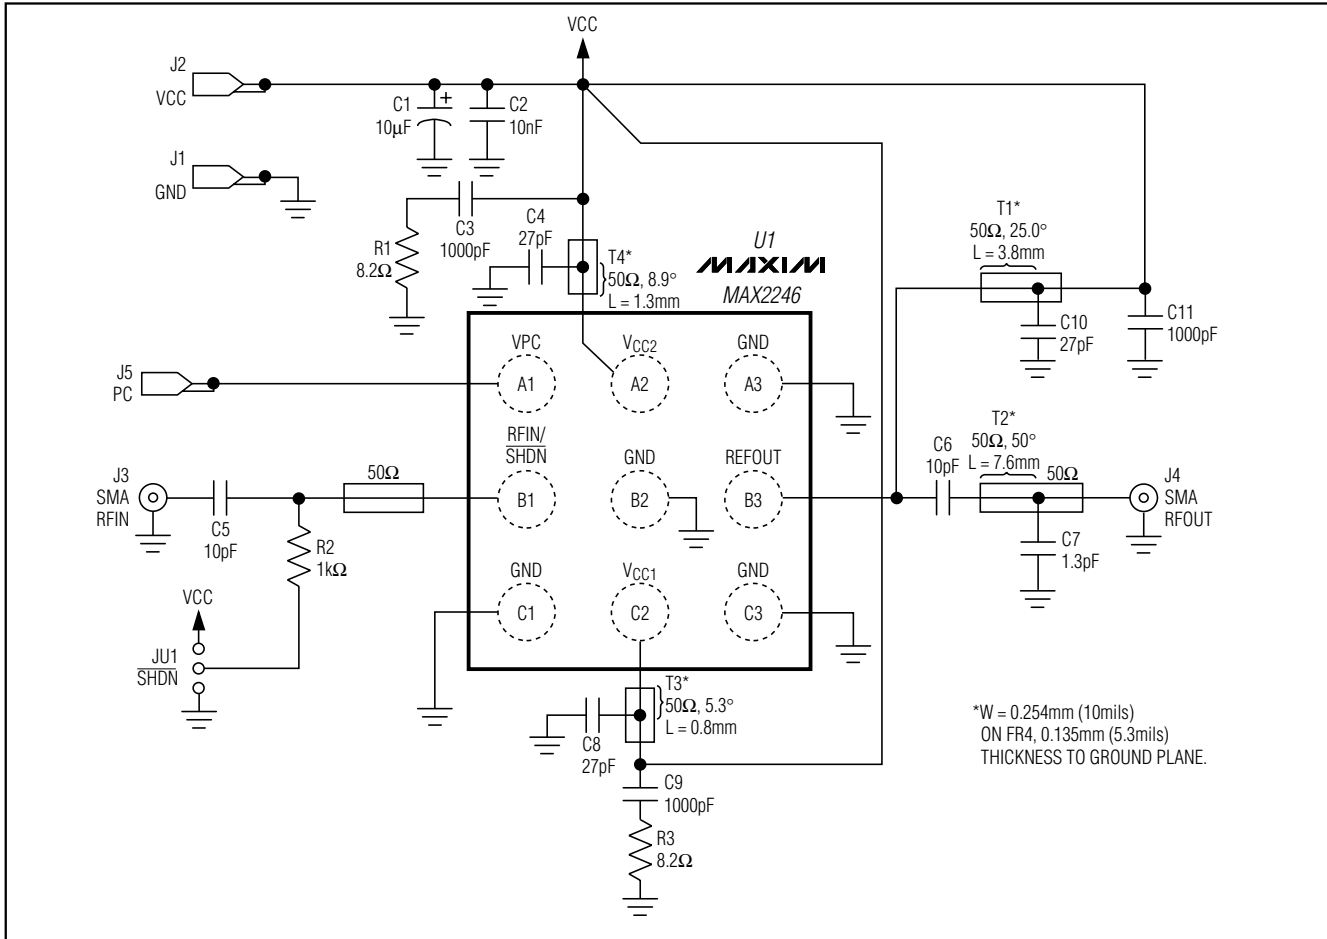 VCC
J2
VCC
C1
10µF
+
C2
10nF
J1
GND
C3
1000pF
R1
8.2Ω
C4
27pF
T4*
50Ω, 8.9°
L = 1.3mm
U1
MAXIM
MAX2246
T1*
50Ω, 25.0°
L = 3.8mm
C10
27pF
C11
1000pF
J5
PC
VPC
A1
VCC2
A2
GND
A3
J3
SMA
RFIN
C5
10pF
50Ω
RFIN/
SHDN
B1
GND
B2
REFOUT
B3
C6
10pF
T2*
50Ω, 50°
L = 7.6mm
50Ω
J4
SMA
RFOUT
C7
1.3pF
R2
1kΩ
VCC
JU1
SHDN
GND
C1
VCC1
C2
GND
C3
T3*
50Ω, 5.3°
L = 0.8mm
C8
27pF
C9
1000pF
R3
8.2Ω
*W = 0.254mm (10mils)
ON FR4, 0.135mm (5.3mils)
THICKNESS TO GROUND PLANE.